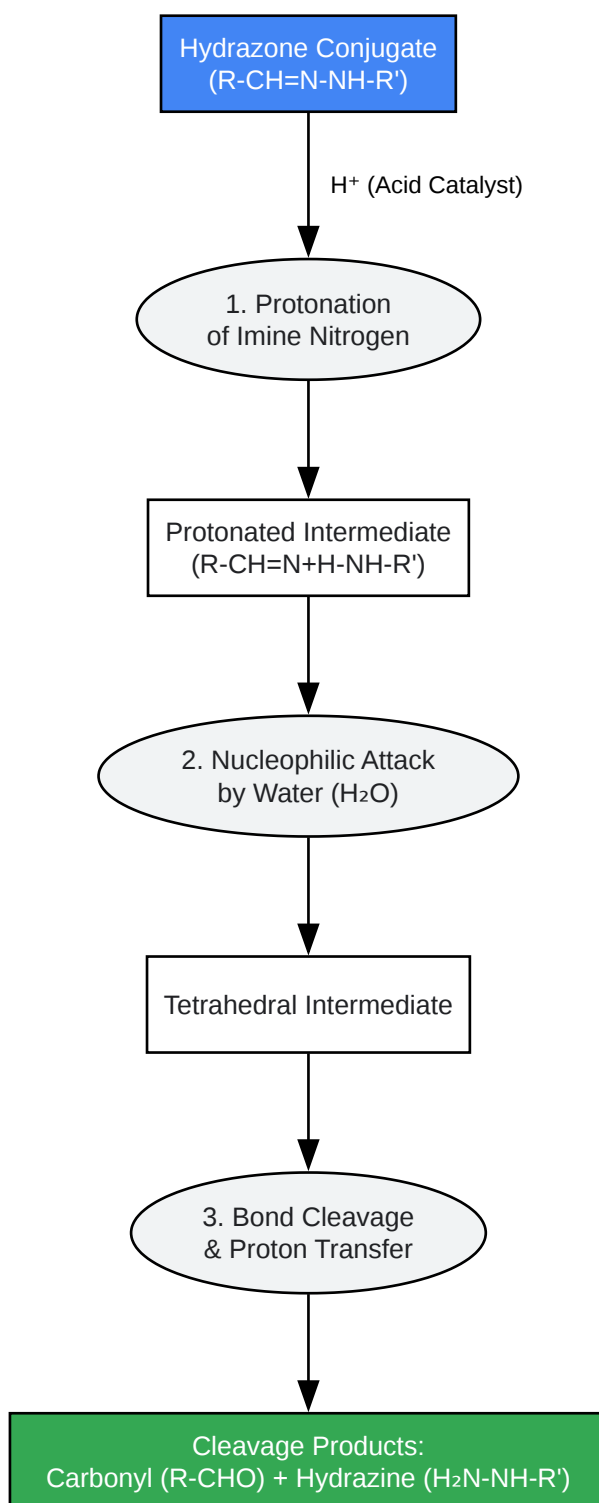 Hydrazone Conjugate
(R-CH=N-NH-R')
H⁺ (Acid Catalyst)
1. Protonation
of Imine Nitrogen
Protonated Intermediate
(R-CH=N+H-NH-R')
2. Nucleophilic Attack
by Water (H₂O)
Tetrahedral Intermediate
3. Bond Cleavage
& Proton Transfer
Cleavage Products:
Carbonyl (R-CHO) + Hydrazine (H₂N-NH-R')